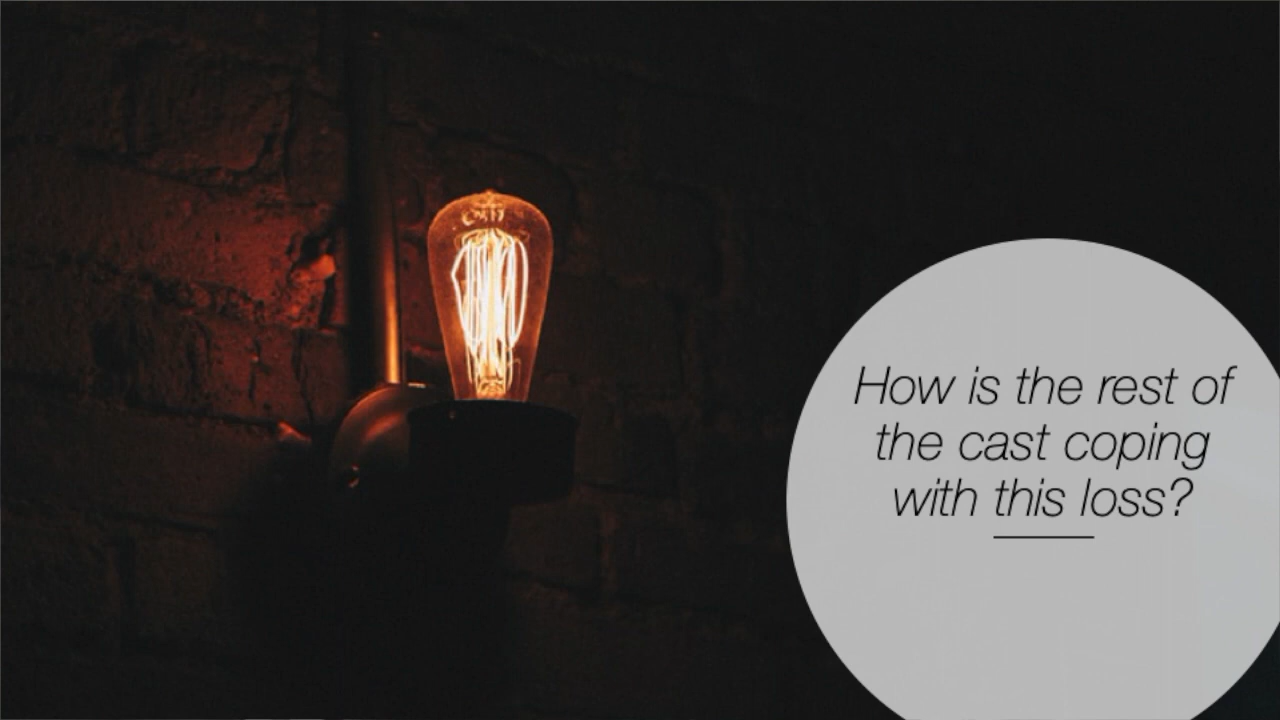 How is the rest of
the cast coping
with this loss?